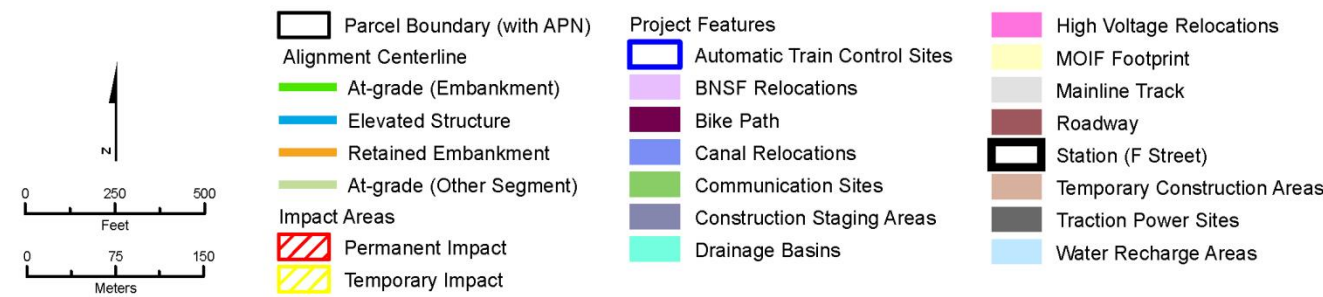 N
0 250 500
Feet
0 75 150
Meters
Parcel Boundary (with APN)
Alignment Centerline
At-grade (Embankment)
Elevated Structure
Retained Embankment
At-grade (Other Segment)
Impact Areas
Permanent Impact
Temporary Impact
Project Features
Automatic Train Control Sites
BNSF Relocations
Bike Path
Canal Relocations
Communication Sites
Construction Staging Areas
Drainage Basins
High Voltage Relocations
MOIF Footprint
Mainline Track
Roadway
Station (F Street)
Temporary Construction Areas
Traction Power Sites
Water Recharge Areas